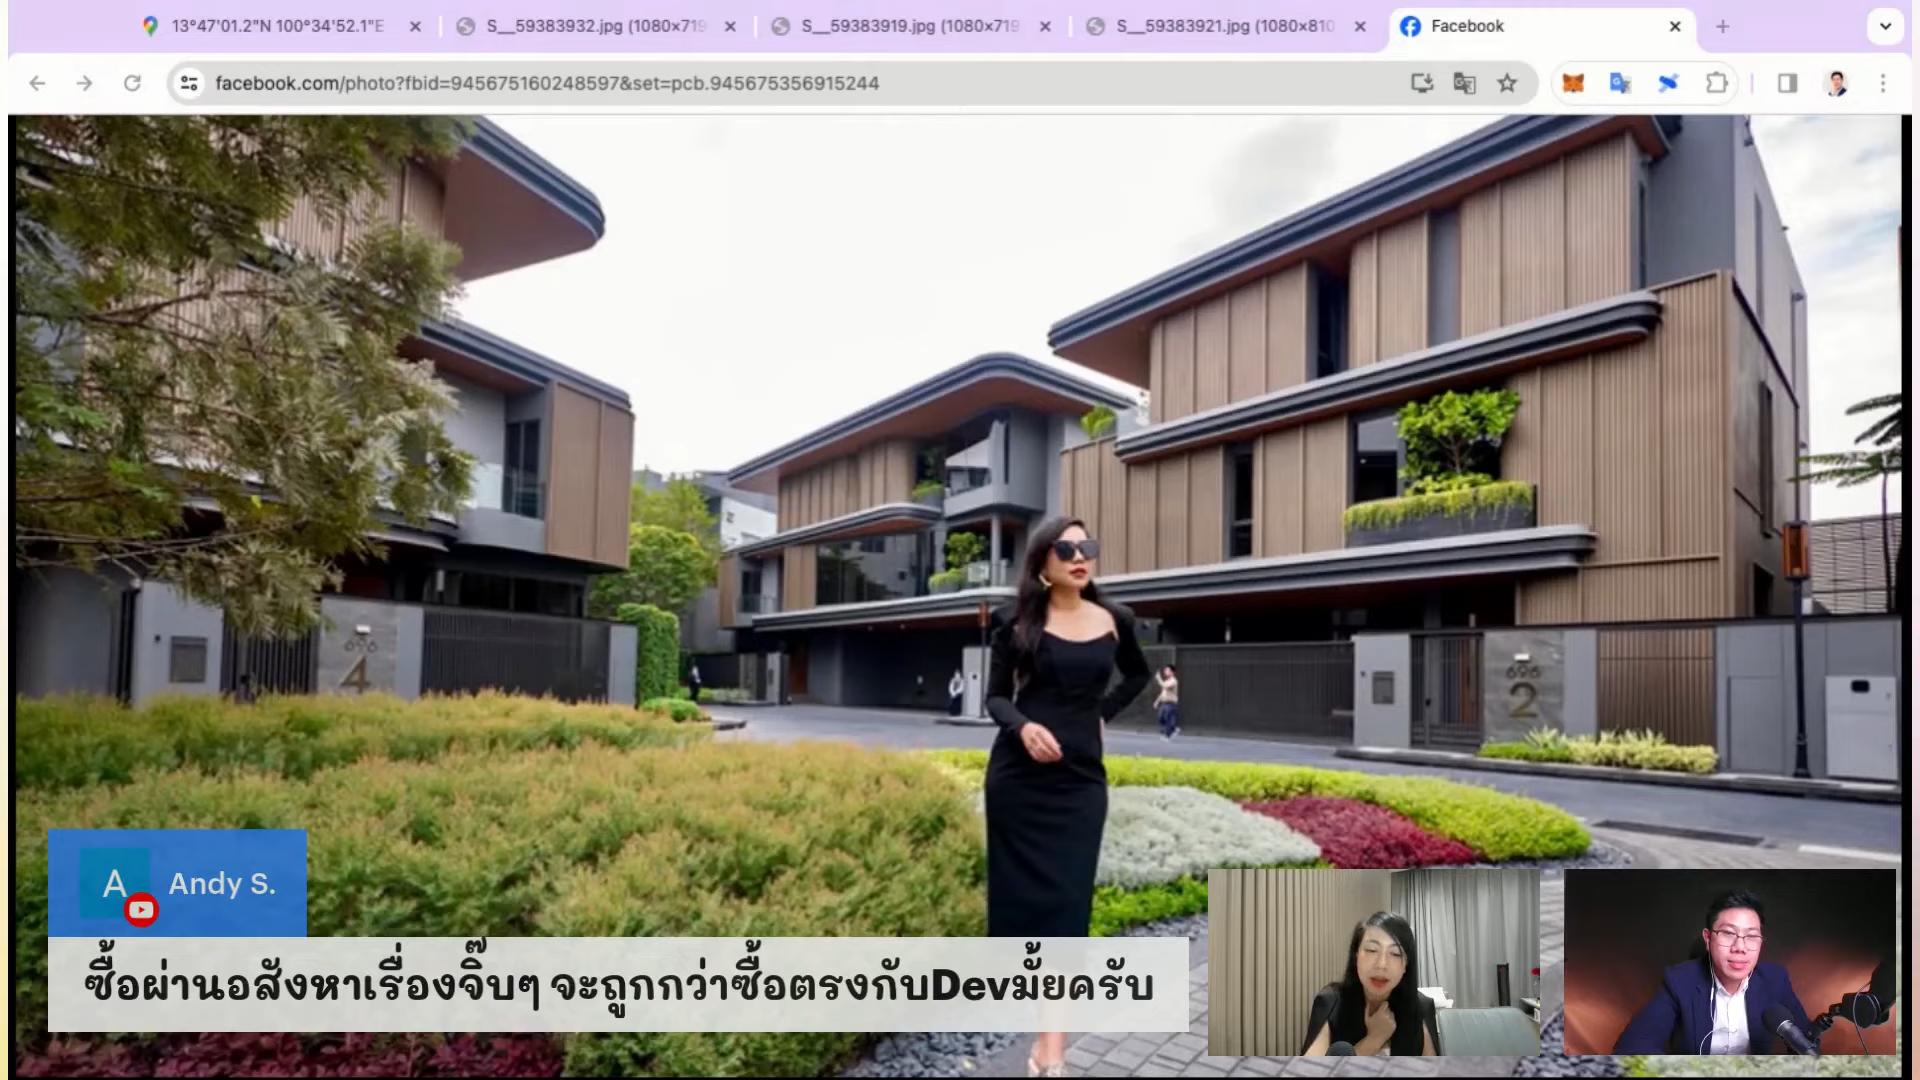 13°47'01.2"N 100°34'52.1"E
S__59383932.jpg (1080×719
S__59383919.jpg (1080×719
S__59383921.jpg (1080×810
Facebook
facebook.com/photo?fbid=945675160248597&set=pcb.945675356915244
696
4
696
2
A
Andy S.
ซื้อผ่านอสังหาเรื่องจิ๊บๆ จะถูกกว่าซื้อตรงกับDevมั้ยครับ